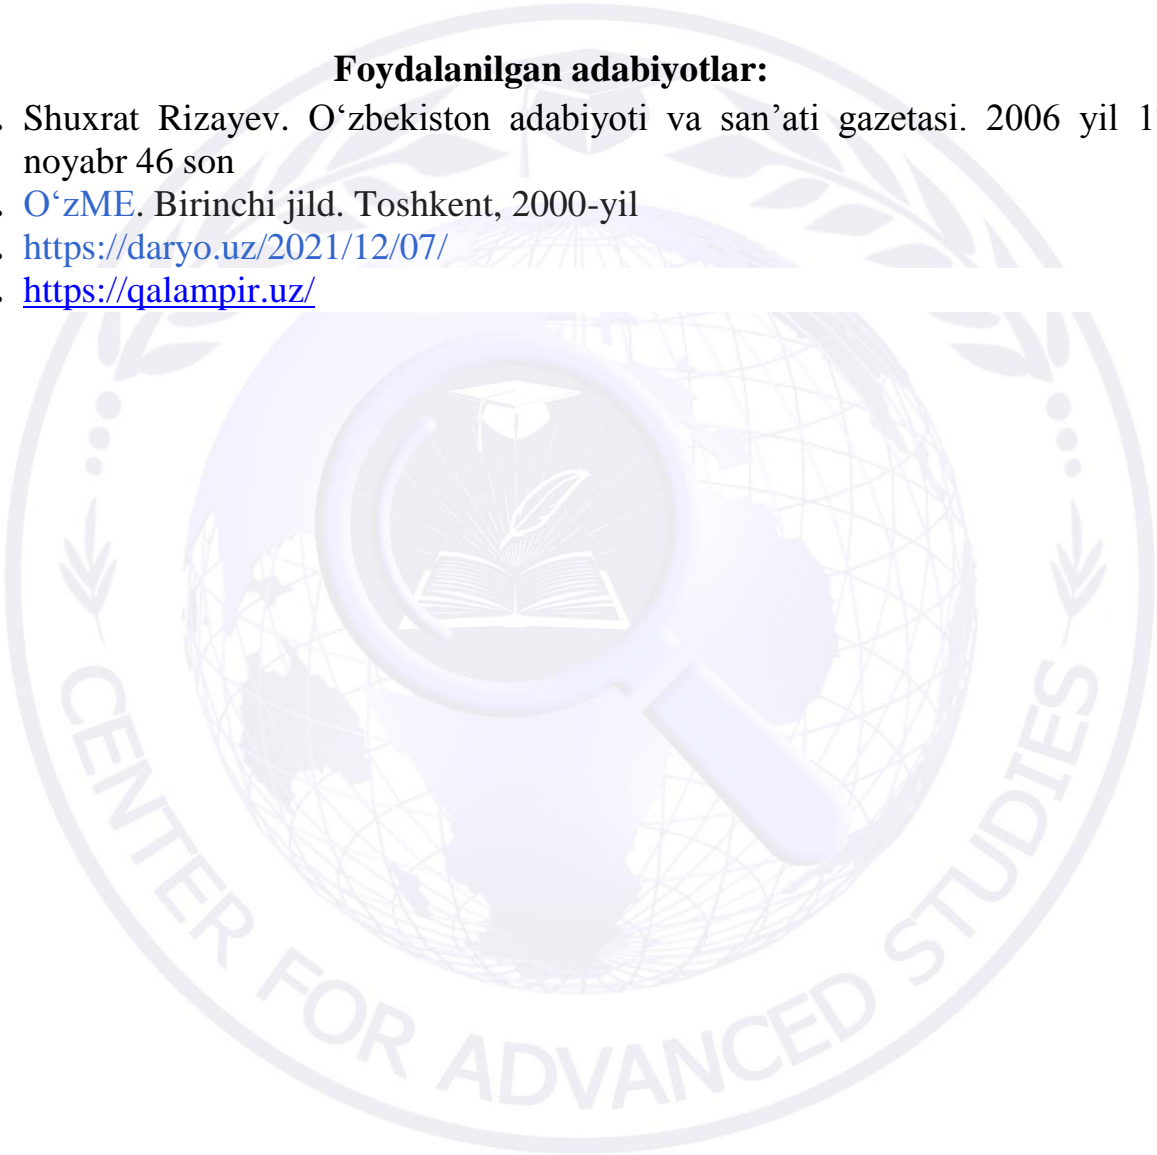 Foydalanilgan adabiyotlar:
. Shuxrat Rizayev. O‘zbekiston adabiyoti va san’ati gazetasi. 2006 yil
noyabr 46 son
. O‘zME. Birinchi jild. Toshkent, 2000-yil
. https://daryo.uz/2021/12/07/
. https://qalampir.uz/
CENTER FOR ADVANCED STUDIES